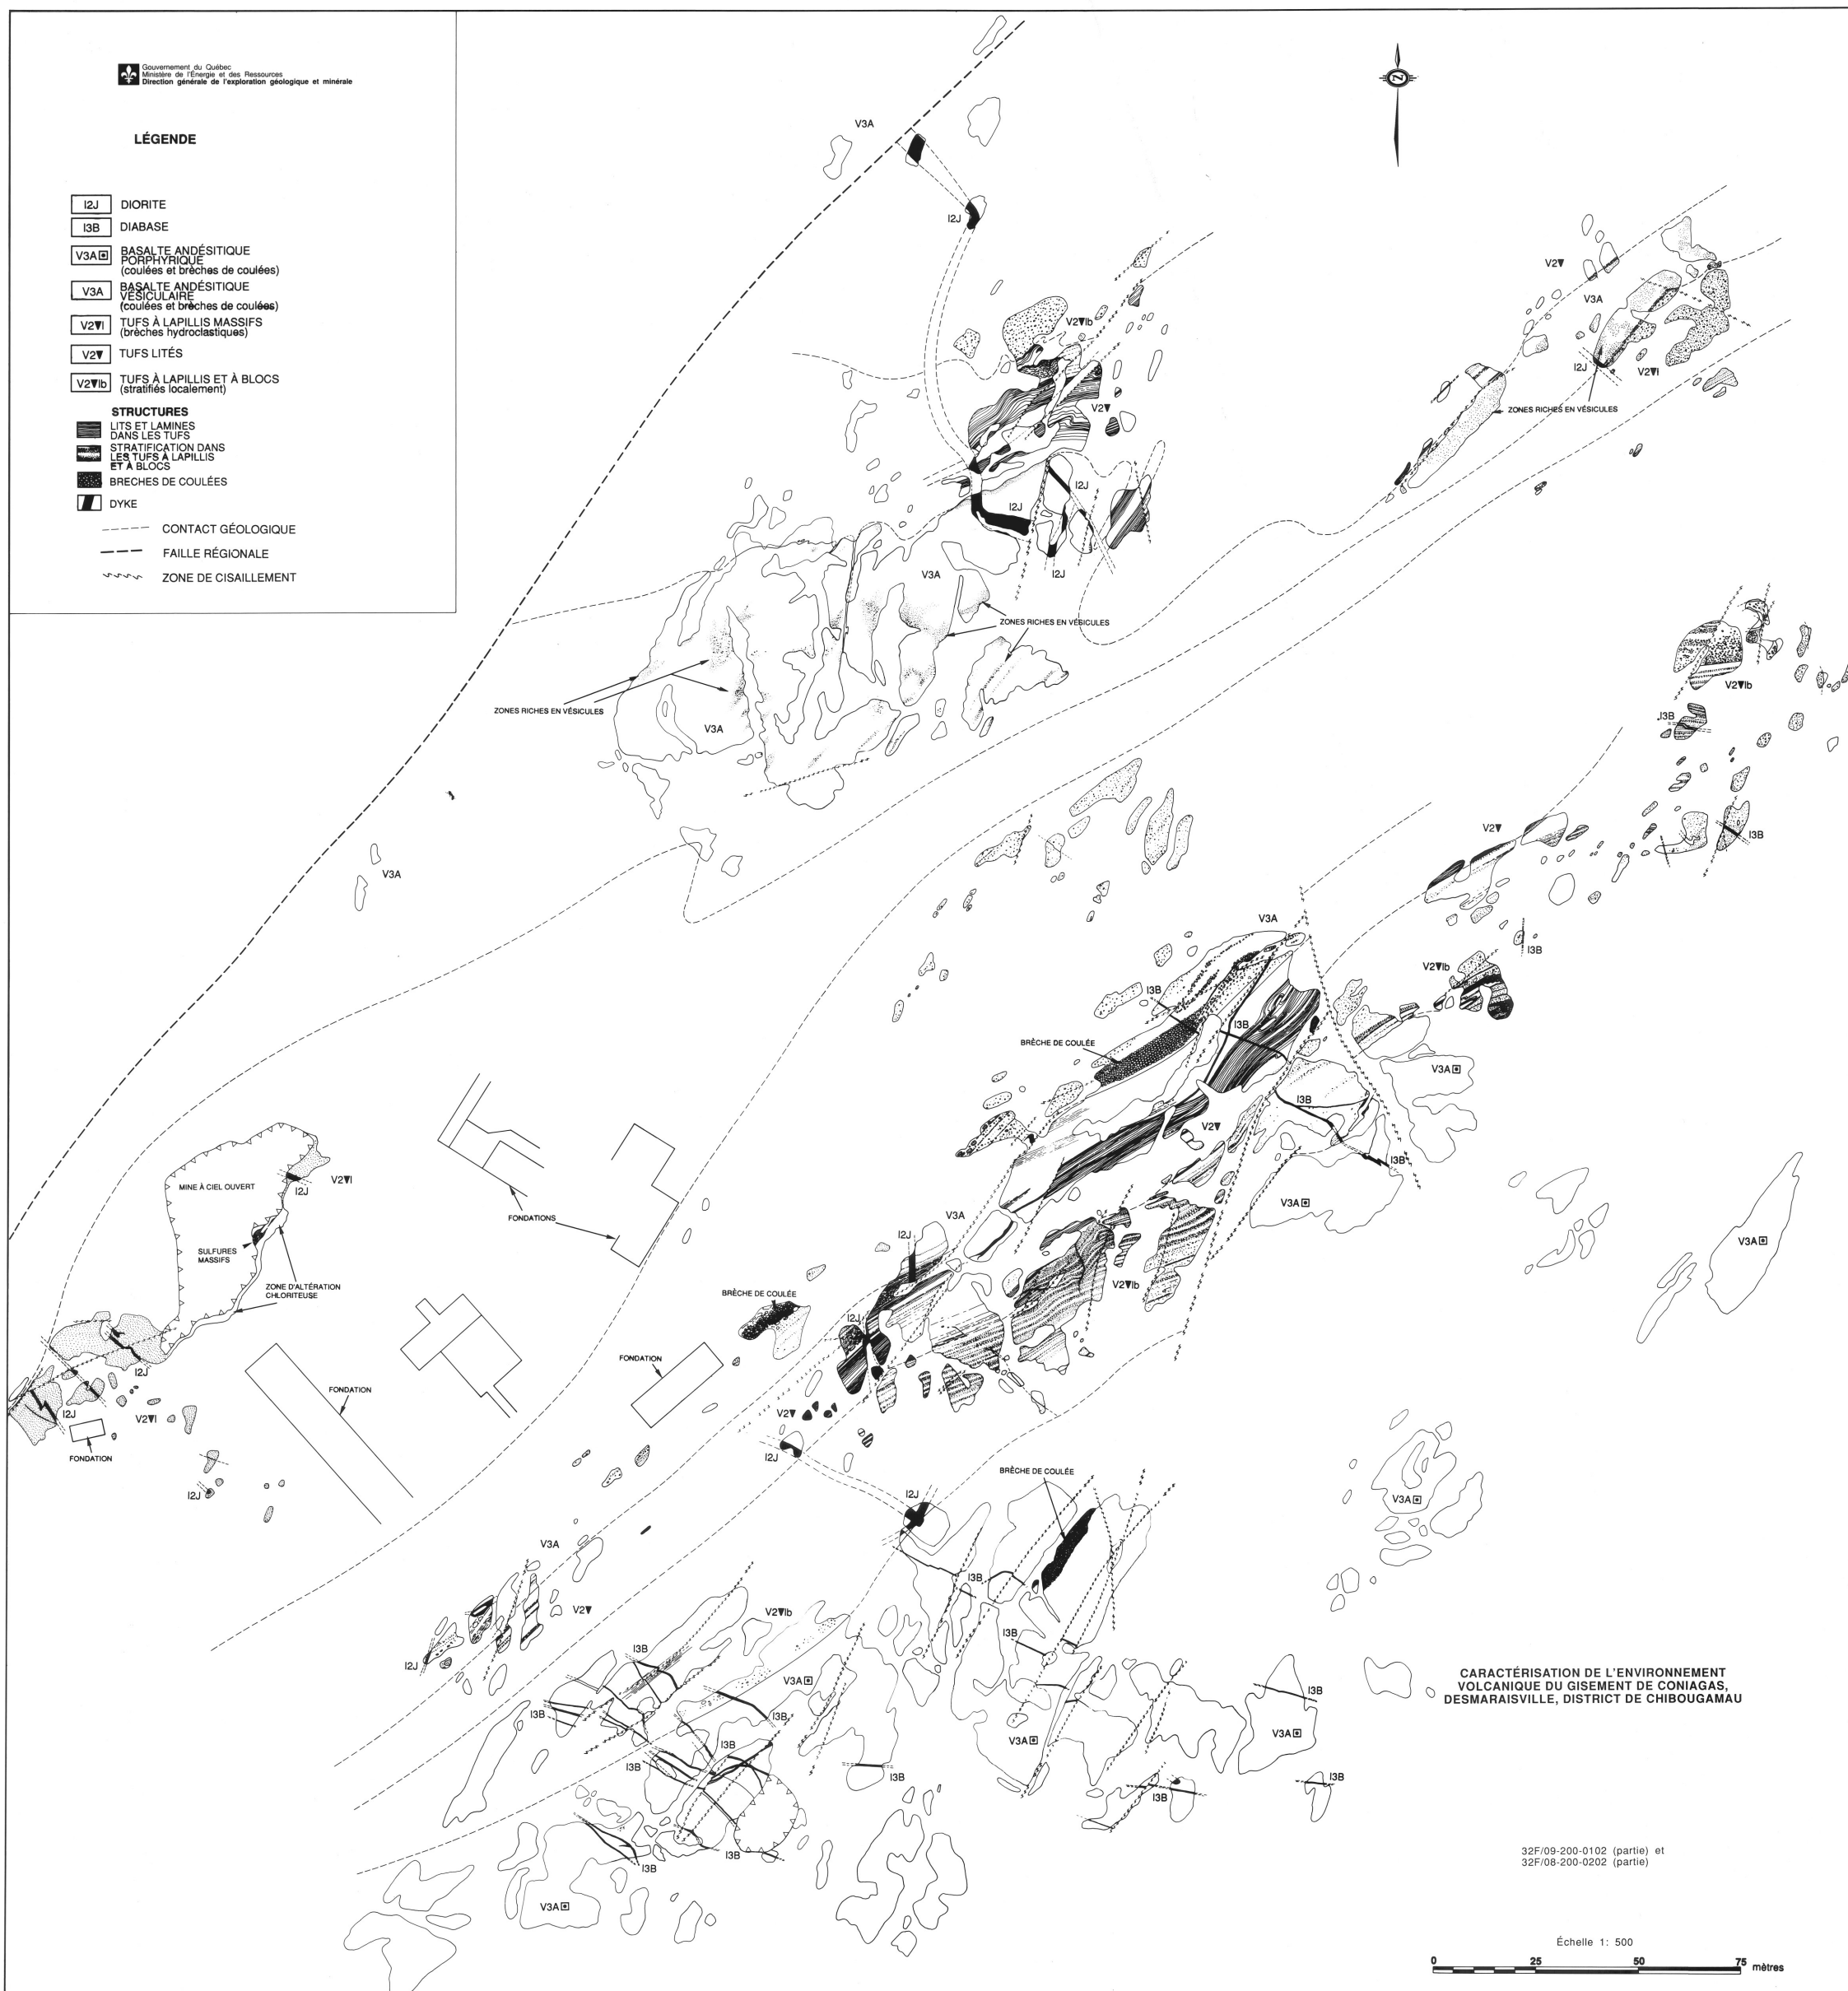 Gouvernement du Québec
Ministère de l'Énergie et des Ressources
Direction générale de l'exploration géologique et minérale
LÉGENDE
I2J DIORITE
I3B DIABASE
V3A BASALTE ANDÉSITIQUE
PORPHYRIQUE
(coulées et brèches de coulées)
V3A BASALTE ANDÉSITIQUE
VÉSICULAIRE
(coulées et brèches de coulées)
V2▼l TUFS À LAPILLIS MASSIFS
(brèches hydroclastiques)
V2▼ TUFS LITÉS
V2▼lb TUFS À LAPILLIS ET À BLOCS
(stratifiés localement)
STRUCTURES
LITS ET LAMINES
DANS LES TUFS
STRATIFICATION DANS
LES TUFS À LAPILLIS
ET À BLOCS
BRECHES DE COULÉES
DYKE
CONTACT GÉOLOGIQUE
FAILLE RÉGIONALE
ZONE DE CISAILLEMENT
N
V3A
I2J
V2▼lb
V2▼
V2▼
V3A
I2J
V2▼l
ZONES RICHES EN VÉSICULES
I2J
I2J
I2J
V3A
ZONES RICHES EN VÉSICULES
ZONES RICHES EN VÉSICULES
V3A
V2▼lb
I3B
V2▼
I3B
V3A
V3A
I3B
V2▼lb
I3B
I3B
BRÈCHE DE COULÉE
V3A
I3B
V2▼
I3B
V3A
V3A
MINE À CIEL OUVERT
V2▼l
I2J
FONDATIONS
SULFURES
MASSIFS
ZONE D'ALTÉRATION
CHLORITEUSE
V3A
I2J
V2▼lb
BRÈCHE DE COULÉE
I2J
FONDATION
I2J
FONDATION
I2J
V2▼l
FONDATION
I2J
V2▼
I2J
BRÈCHE DE COULÉE
I2J
V3A
V3A
I3B
V2▼
V2▼lb
I3B
I3B
I2J
V3A
I3B
I3B
I3B
I3B
V3A
V3A
I3B
I3B
I3B
I3B
I3B
I3B
V3A
CARACTÉRISATION DE L'ENVIRONNEMENT
VOLCANIQUE DU GISEMENT DE CONIAGAS,
DESMARAISVILLE, DISTRICT DE CHIBOUGAMAU
32F/09-200-0102 (partie) et
32F/08-200-0202 (partie)
Échelle 1: 500
0 25 50 75 mètres